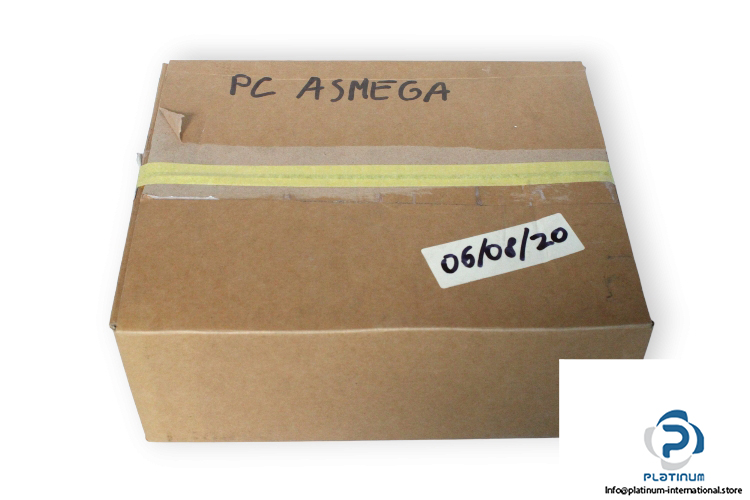 PC ASMEGA
06/08/20
PLATINUM
Info@platinum-international.store